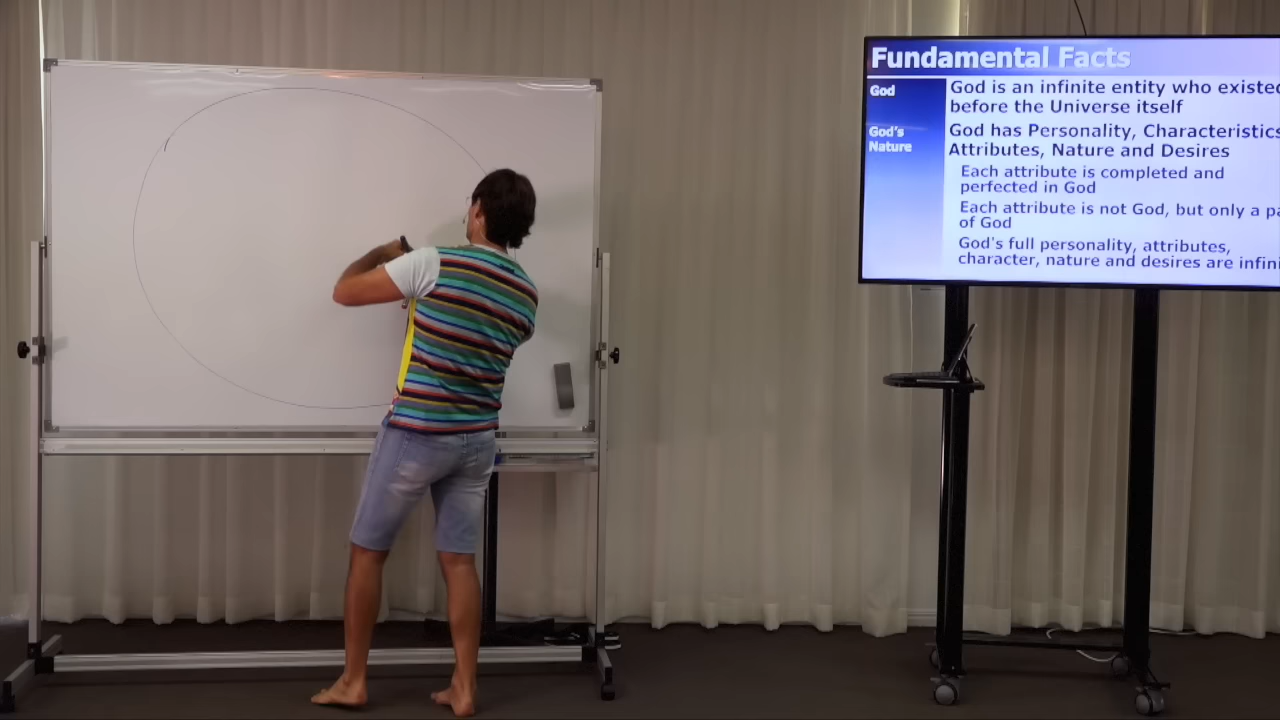 Fundamental Facts
God
God is an infinite entity who existed
before the Universe itself
God's
Nature
God has Personality, Characteristics
Attributes, Nature and Desires
Each attribute is completed and
perfected in God
Each attribute is not God, but only a pa
of God
God's full personality, attributes,
character, nature and desires are infini